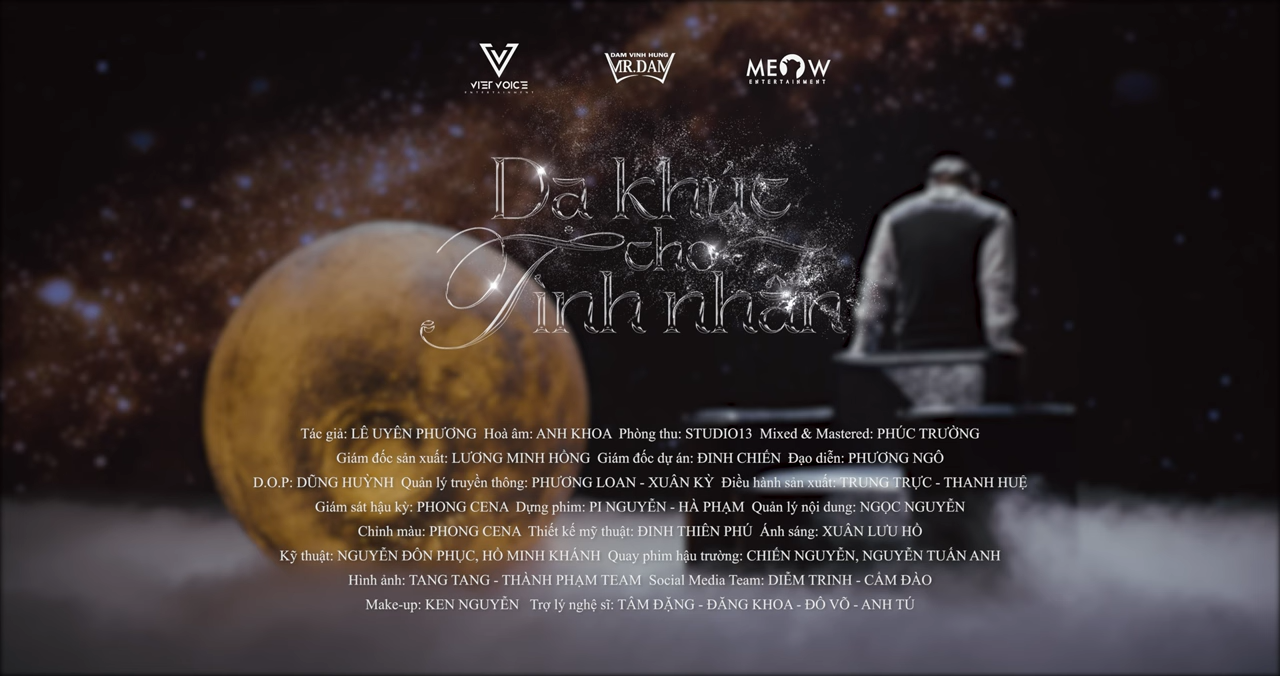 VIET VOICE
ENTERTAINMENT
DAM VINH HUNG
MR.DAM
MEOW
ENTERTAINMENT
Dạ khúc
cho
Tình nhân
Tác giả: LÊ UYÊN PHƯƠNG Hoà âm: ANH KHOA Phòng thu: STUDIO13 Mixed & Mastered: PHÚC TRƯỜNG
Giám đốc sản xuất: LƯƠNG MINH HỒNG Giám đốc dự án: ĐINH CHIẾN Đạo diễn: PHƯƠNG NGÔ
D.O.P: DŨNG HUỲNH Quản lý truyền thông: PHƯƠNG LOAN - XUÂN KỲ Điều hành sản xuất: TRUNG TRỰC - THANH HUỆ
Giám sát hậu kỳ: PHONG CENA Dựng phim: PI NGUYỄN - HÀ PHẠM Quản lý nội dung: NGỌC NGUYỄN
Chỉnh màu: PHONG CENA Thiết kế mỹ thuật: ĐINH THIÊN PHÚ Ánh sáng: XUÂN LƯU HỒ
Kỹ thuật: NGUYỄN ĐÔN PHỤC, HỒ MINH KHÁNH Quay phim hậu trường: CHIẾN NGUYỄN, NGUYỄN TUẤN ANH
Hình ảnh: TANG TANG - THÀNH PHẠM TEAM Social Media Team: DIỄM TRINH - CẨM ĐÀO
Make-up: KEN NGUYỄN Trợ lý nghệ sĩ: TÂM ĐẶNG - ĐĂNG KHOA - ĐÔ VÕ - ANH TÚ